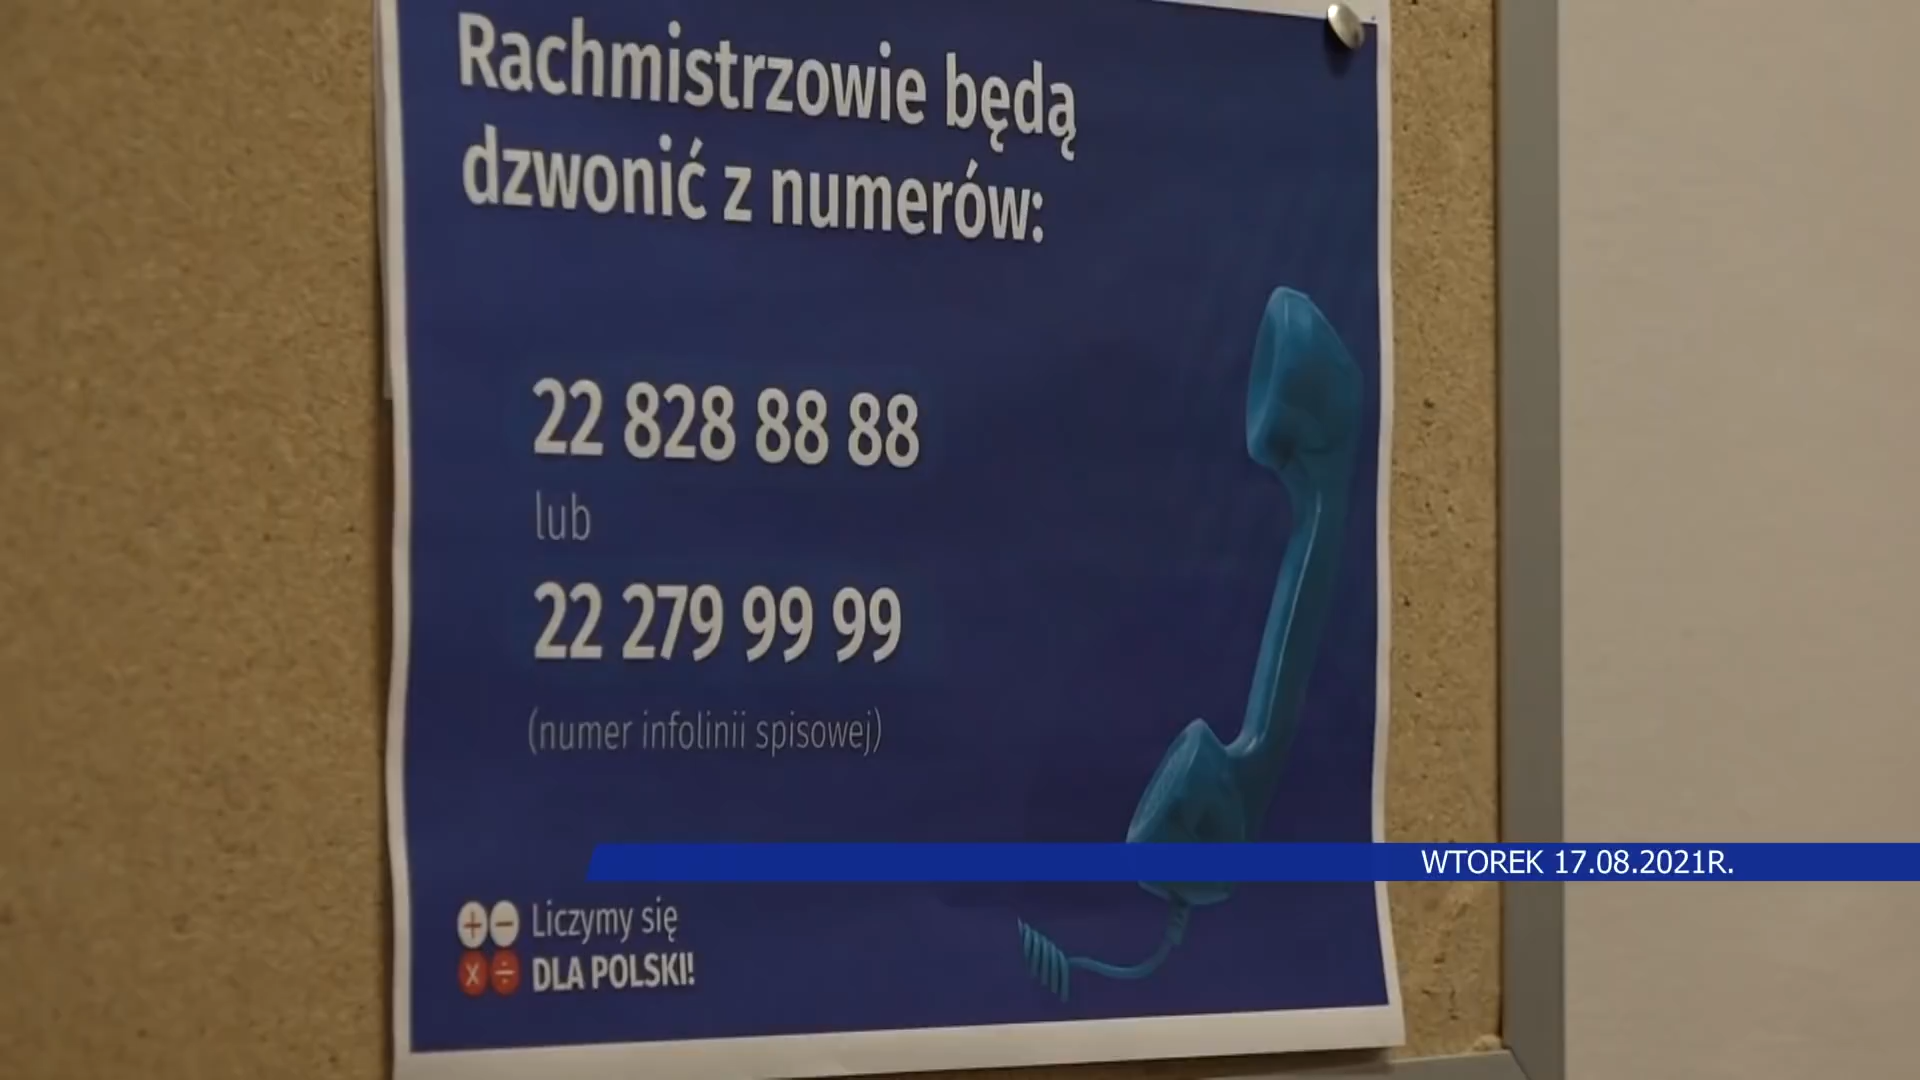 Rachmistrzowie będą
dzwonić z numerów:
22 828 88 88
lub
22 279 99 99
(numer infolinii spisowej)
WTOREK 17.08.2021R.
Liczymy się
DLA POLSKI!